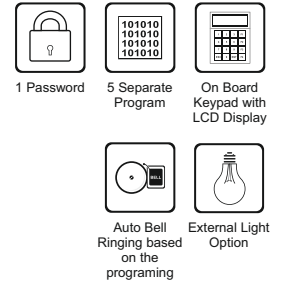 101010
101010
101010
101010
1 Password
5 Separate
Program
On Board
Keypad with
LCD Display
BELL
Auto Bell
Ringing based
on the
programing
External Light
Option